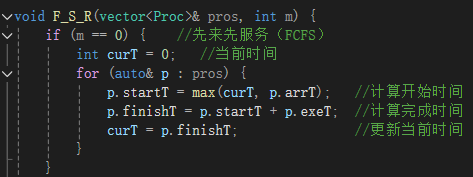 void F_S_R(vector<Proc>& pros, int m) {
if (m == 0) { //先来先服务（FCFS）
int curT = 0; //当前时间
for (auto& p : pros) {
p.startT = max(curT, p.arrT); //计算开始时间
p.finishT = p.startT + p.exeT; //计算完成时间
curT = p.finishT; //更新当前时间
}
}